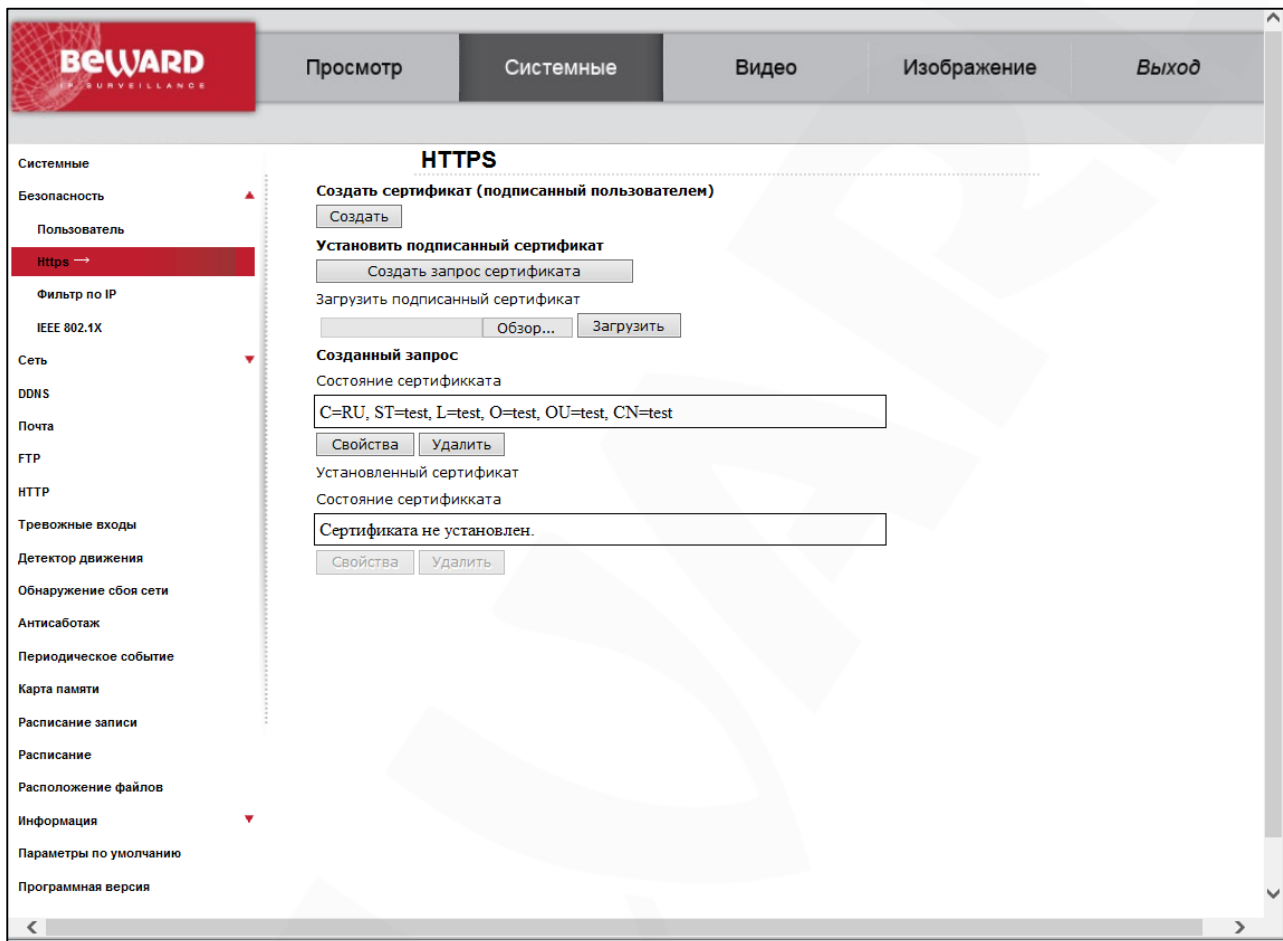 BEWARD
IP SURVEILLANCE
Просмотр
Системные
Видео
Изображение
Выход
Системные
Безопасность
Пользователь
Https →
Фильтр по IP
IEEE 802.1X
Сеть
DDNS
Почта
FTP
HTTP
Тревожные входы
Детектор движения
Обнаружение сбоя сети
Антисаботаж
Периодическое событие
Карта памяти
Расписание записи
Расписание
Расположение файлов
Информация
Параметры по умолчанию
Программная версия
HTTPS
Создать сертификат (подписанный пользователем)
Создать
Установить подписанный сертификат
Создать запрос сертификата
Загрузить подписанный сертификат
Обзор... Загрузить
Созданный запрос
Состояние сертификката
C=RU, ST=test, L=test, O=test, OU=test, CN=test
Свойства Удалить
Установленный сертификат
Состояние сертификката
Сертификата не установлен.
Свойства Удалить